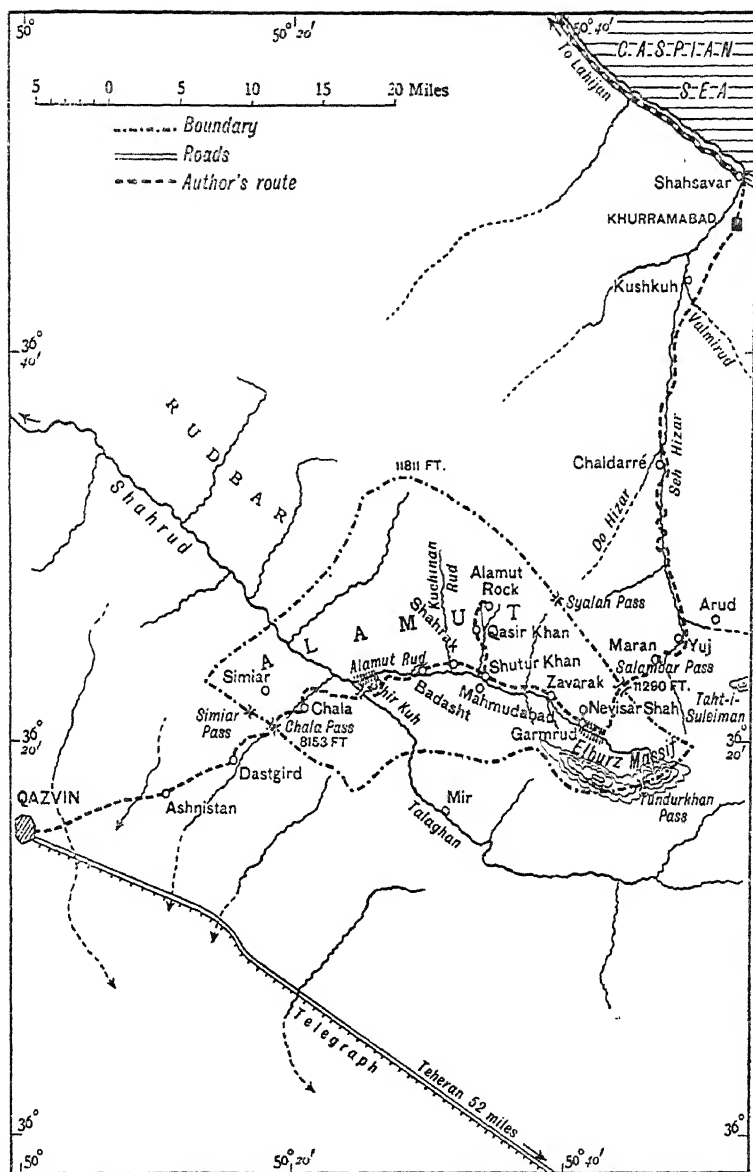 50°
50° 20'
50° 40'
To Lahijan
CASPIAN
SEA
5 0 5 10 20 Miles
Boundary
Roads
Author's route
Shahsavar
KHURRAMABAD
Kushkuh
Valmirud
36° 40'
RUDBAR
Shahrud
11811 FT.
Chaldarré
Seh Hizar
Do Hizar
Kuchinan Rud
Alamut Rock
Syalan Pass
ALAMUT
Shahrak
Qasir Khan
Arud
Maran
Yuj
Salambar Pass
Alamut Rud
Shutur Khan
Simiar
Shir Kuh
Badasht
Mahmudabad
Zavarak
11290 FT.
Taht-i-Suleiman
Chala
Nevisar Shah
Simiar Pass
Chala Pass
8153 FT
Garmrud
Elburz Massif
36° 20'
36° 20'
Dastgird
QAZVIN
Ashnistan
Mir
Talaghan
Tundurkhan Pass
Telegraph
Teheran 52 miles
36°
36°
50°
50° 20'
50° 40'